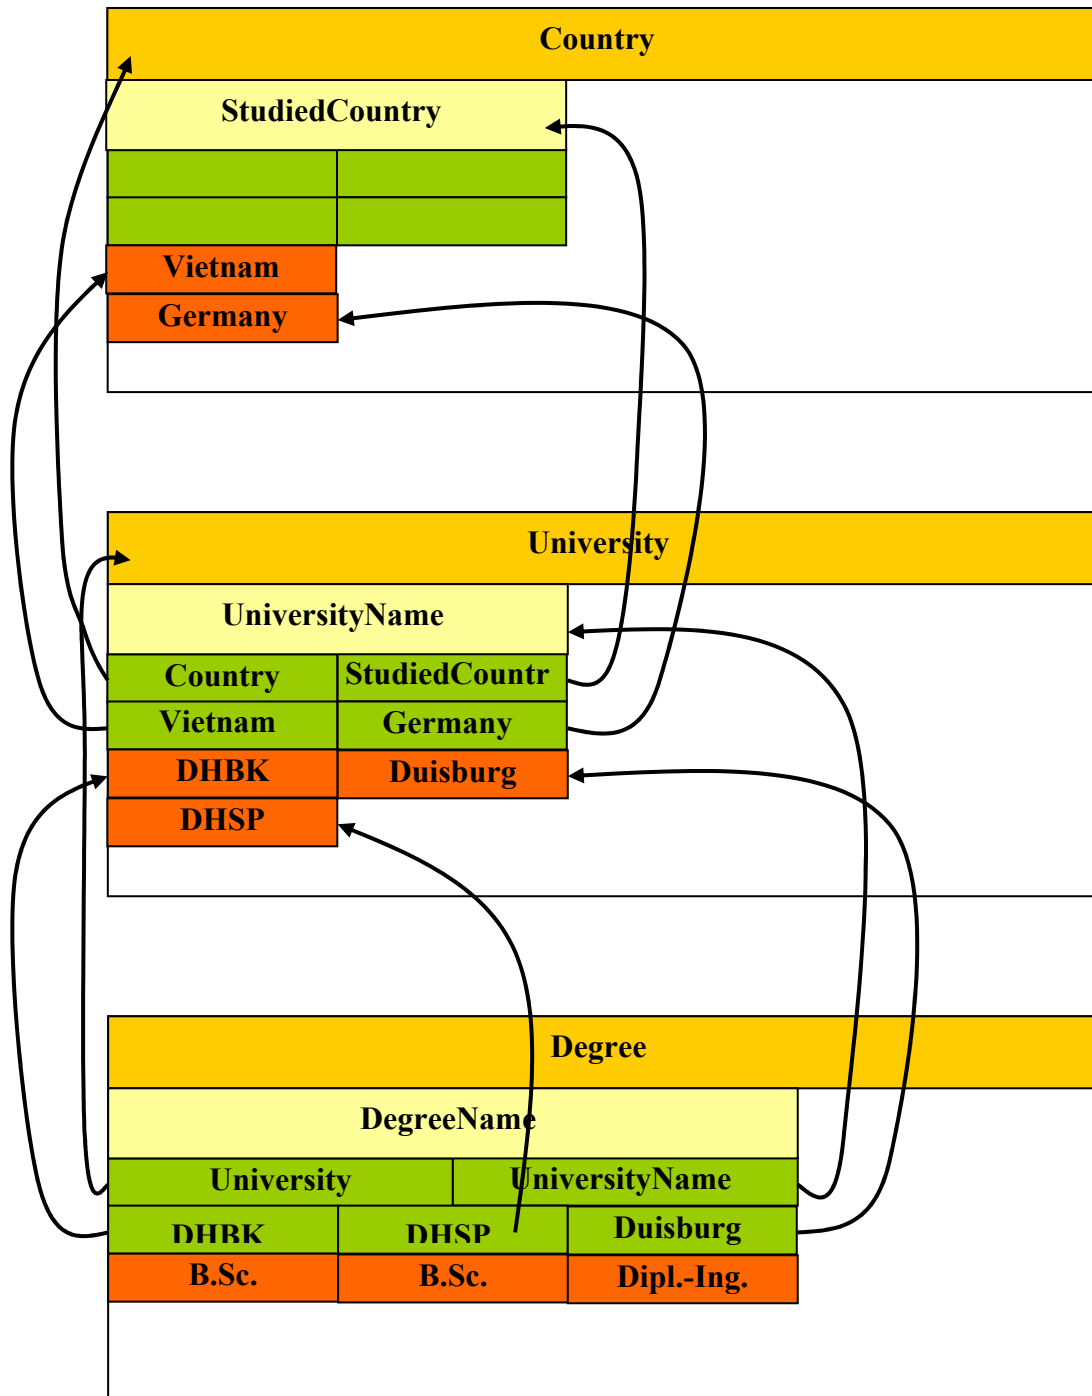 Country
StudiedCountry
Vietnam
Germany
University
UniversityName
Country StudiedCountr
Vietnam Germany
DHBK Duisburg
DHSP
Degree
DegreeName
University UniversityName
DHBK DHSP Duisburg
B.Sc. B.Sc. Dipl.-Ing.